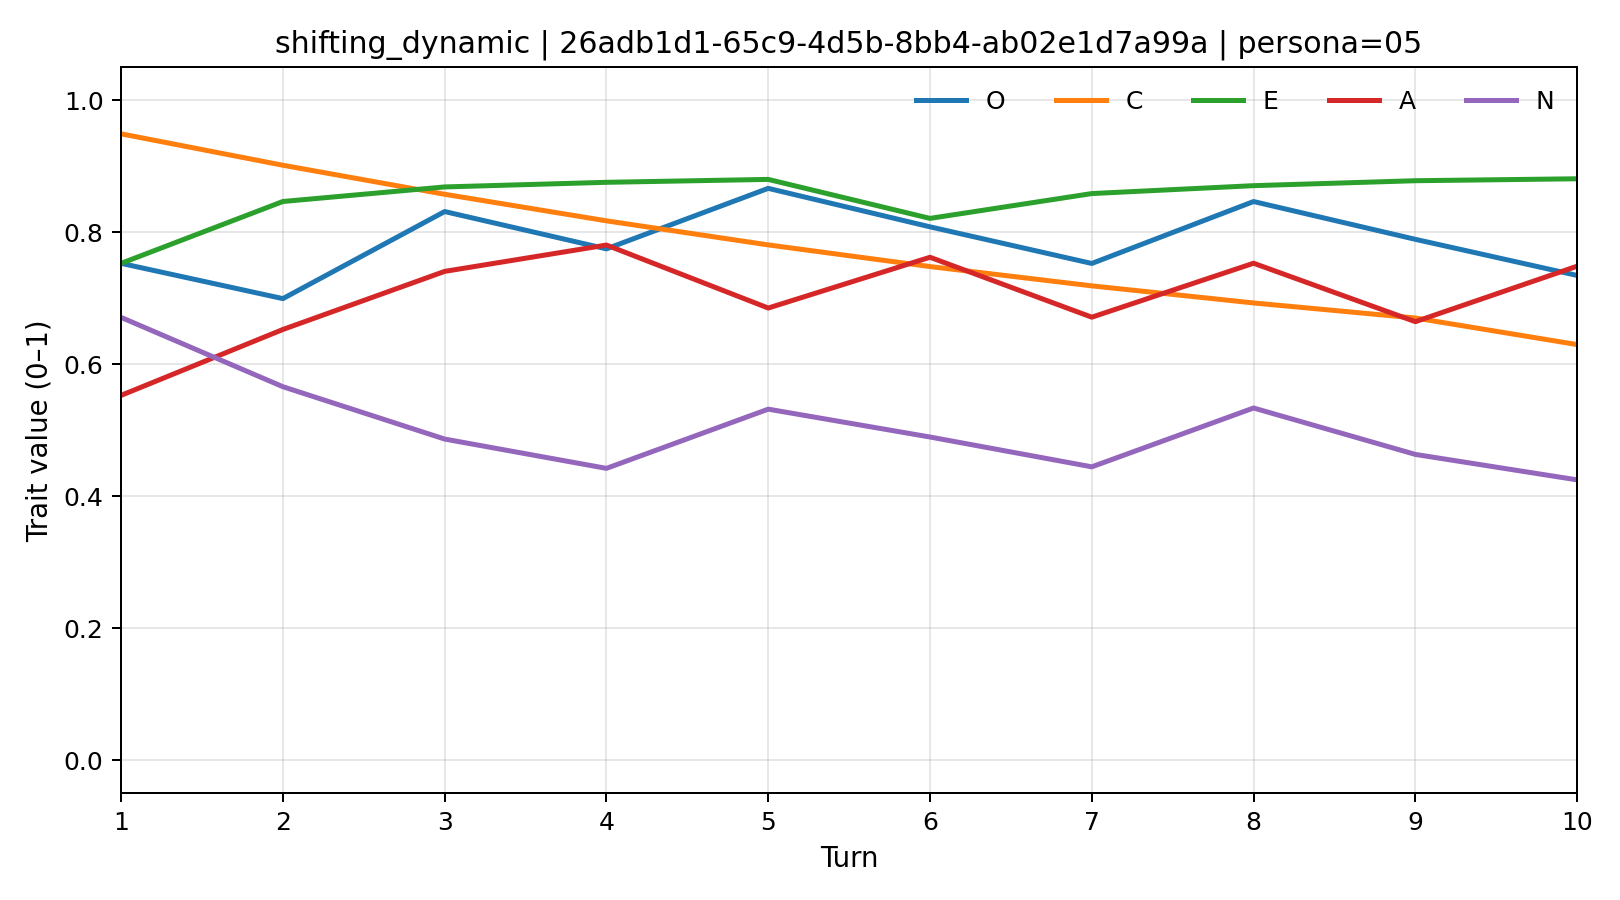 shifting_dynamic | 26adb1d1-65c9-4d5b-8bb4-ab02e1d7a99a | persona=05
O C E A N
Trait value (0–1)
1.0
0.8
0.6
0.4
0.2
0.0
1 2 3 4 5 6 7 8 9 10
Turn